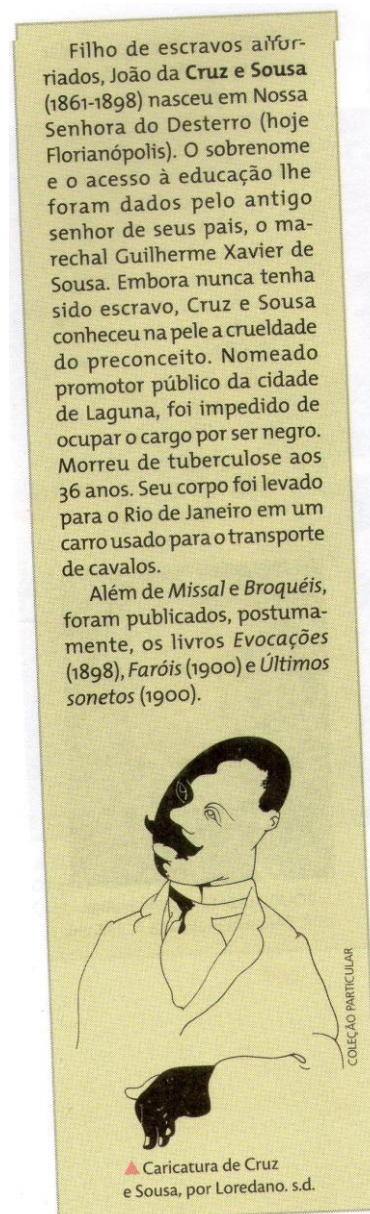 Filho de escravos alfor-
riados, João da Cruz e Sousa
(1861-1898) nasceu em Nossa
Senhora do Desterro (hoje
Florianópolis). O sobrenome
e o acesso à educação lhe
foram dados pelo antigo
senhor de seus pais, o ma-
rechal Guilherme Xavier de
Sousa. Embora nunca tenha
sido escravo, Cruz e Sousa
conheceu na pele a crueldade
do preconceito. Nomeado
promotor público da cidade
de Laguna, foi impedido de
ocupar o cargo por ser negro.
Morreu de tuberculose aos
36 anos. Seu corpo foi levado
para o Rio de Janeiro em um
carro usado para o transporte
de cavalos.
Além de Missal e Broquéis,
foram publicados, postuma-
mente, os livros Evocações
(1898), Faróis (1900) e Últimos
sonetos (1900).
COLEÇÃO PARTICULAR
▲ Caricatura de Cruz
e Sousa, por Loredano. s.d.